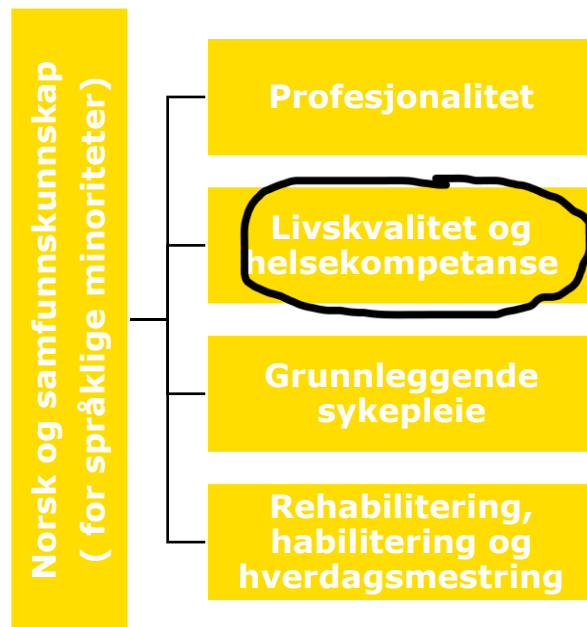 Norsk og samfunnskunnskap
( for språklige minoriteter)
Profesjonalitet
Livskvalitet og
helsekompetanse
Grunnleggende
sykepleie
Rehabilitering,
habilitering og
hverdagsmestring